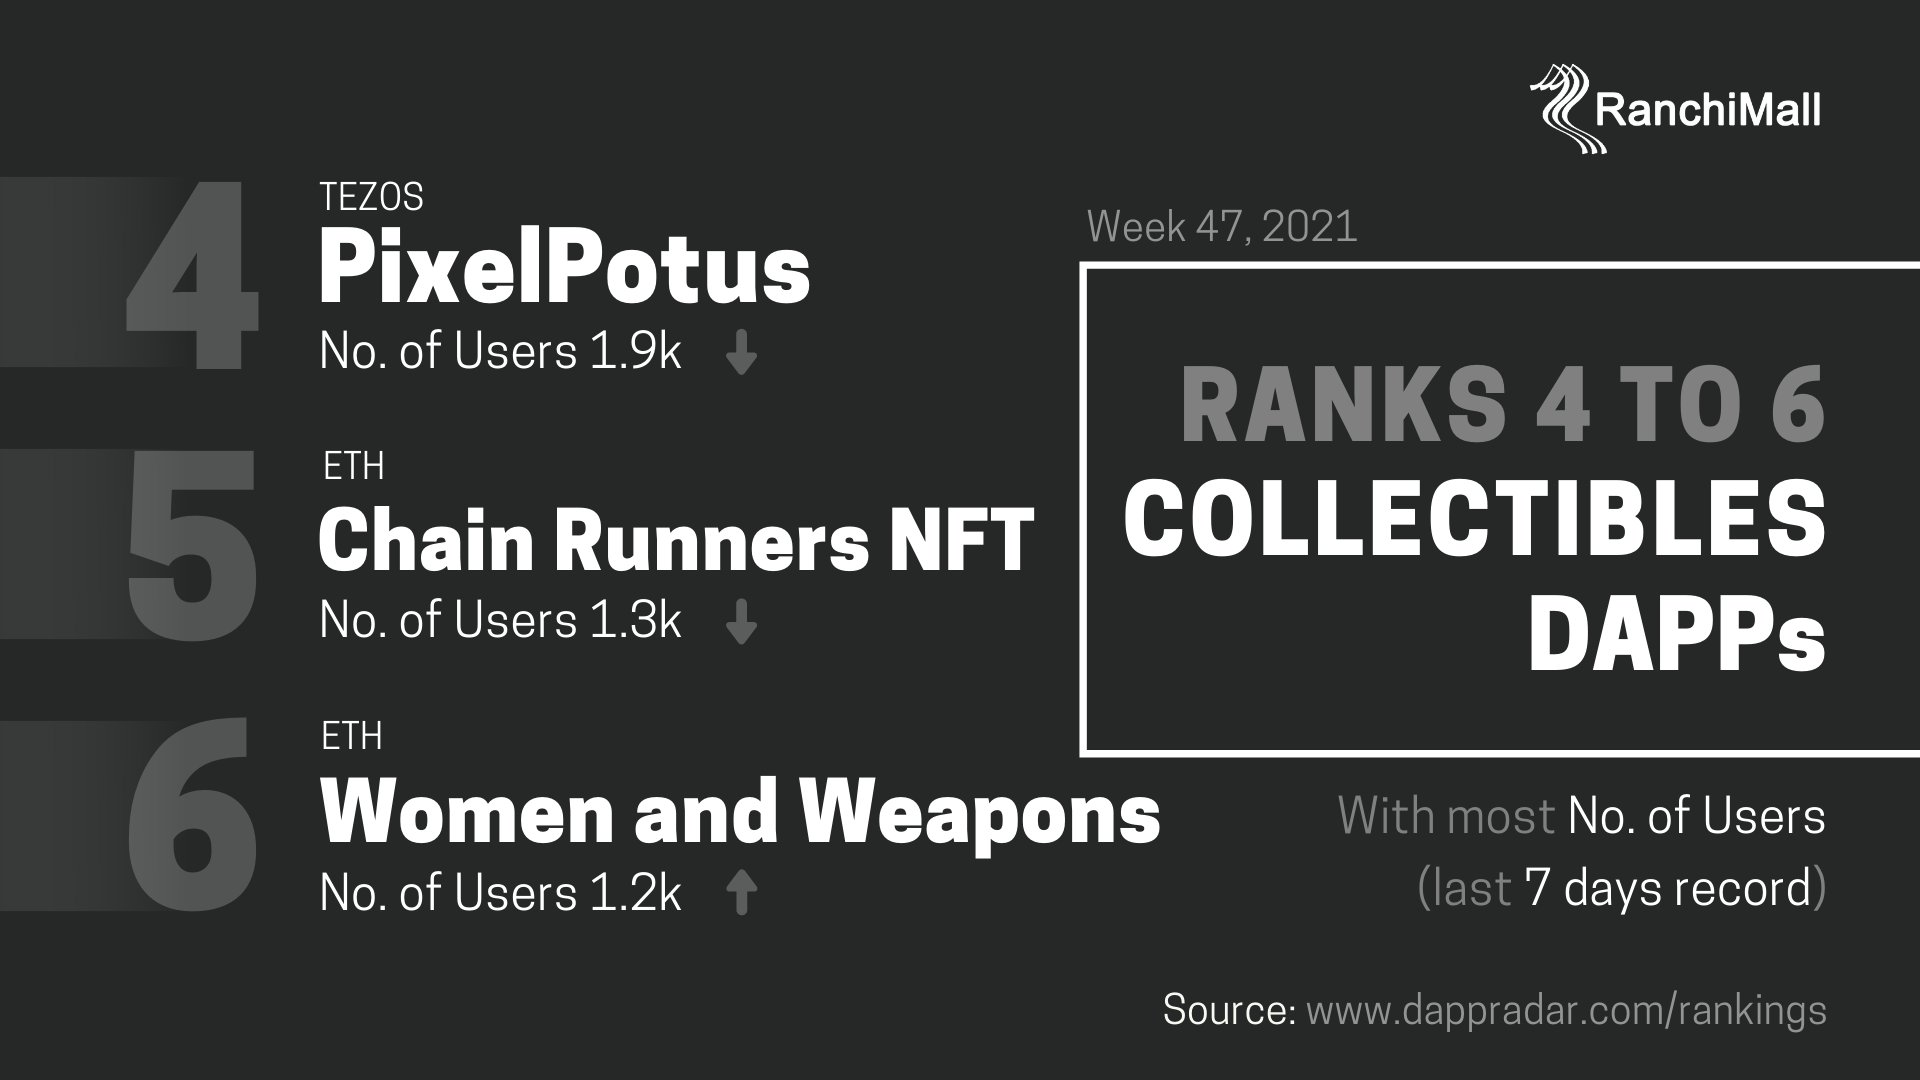 RanchiMall
4
TEZOS
PixelPotus
No. of Users 1.9k
5
ETH
Chain Runners NFT
No. of Users 1.3k
6
ETH
Women and Weapons
No. of Users 1.2k
Week 47, 2021
RANKS 4 TO 6
COLLECTIBLES
DAPPs
With most No. of Users
(last 7 days record)
Source: www.dappradar.com/rankings